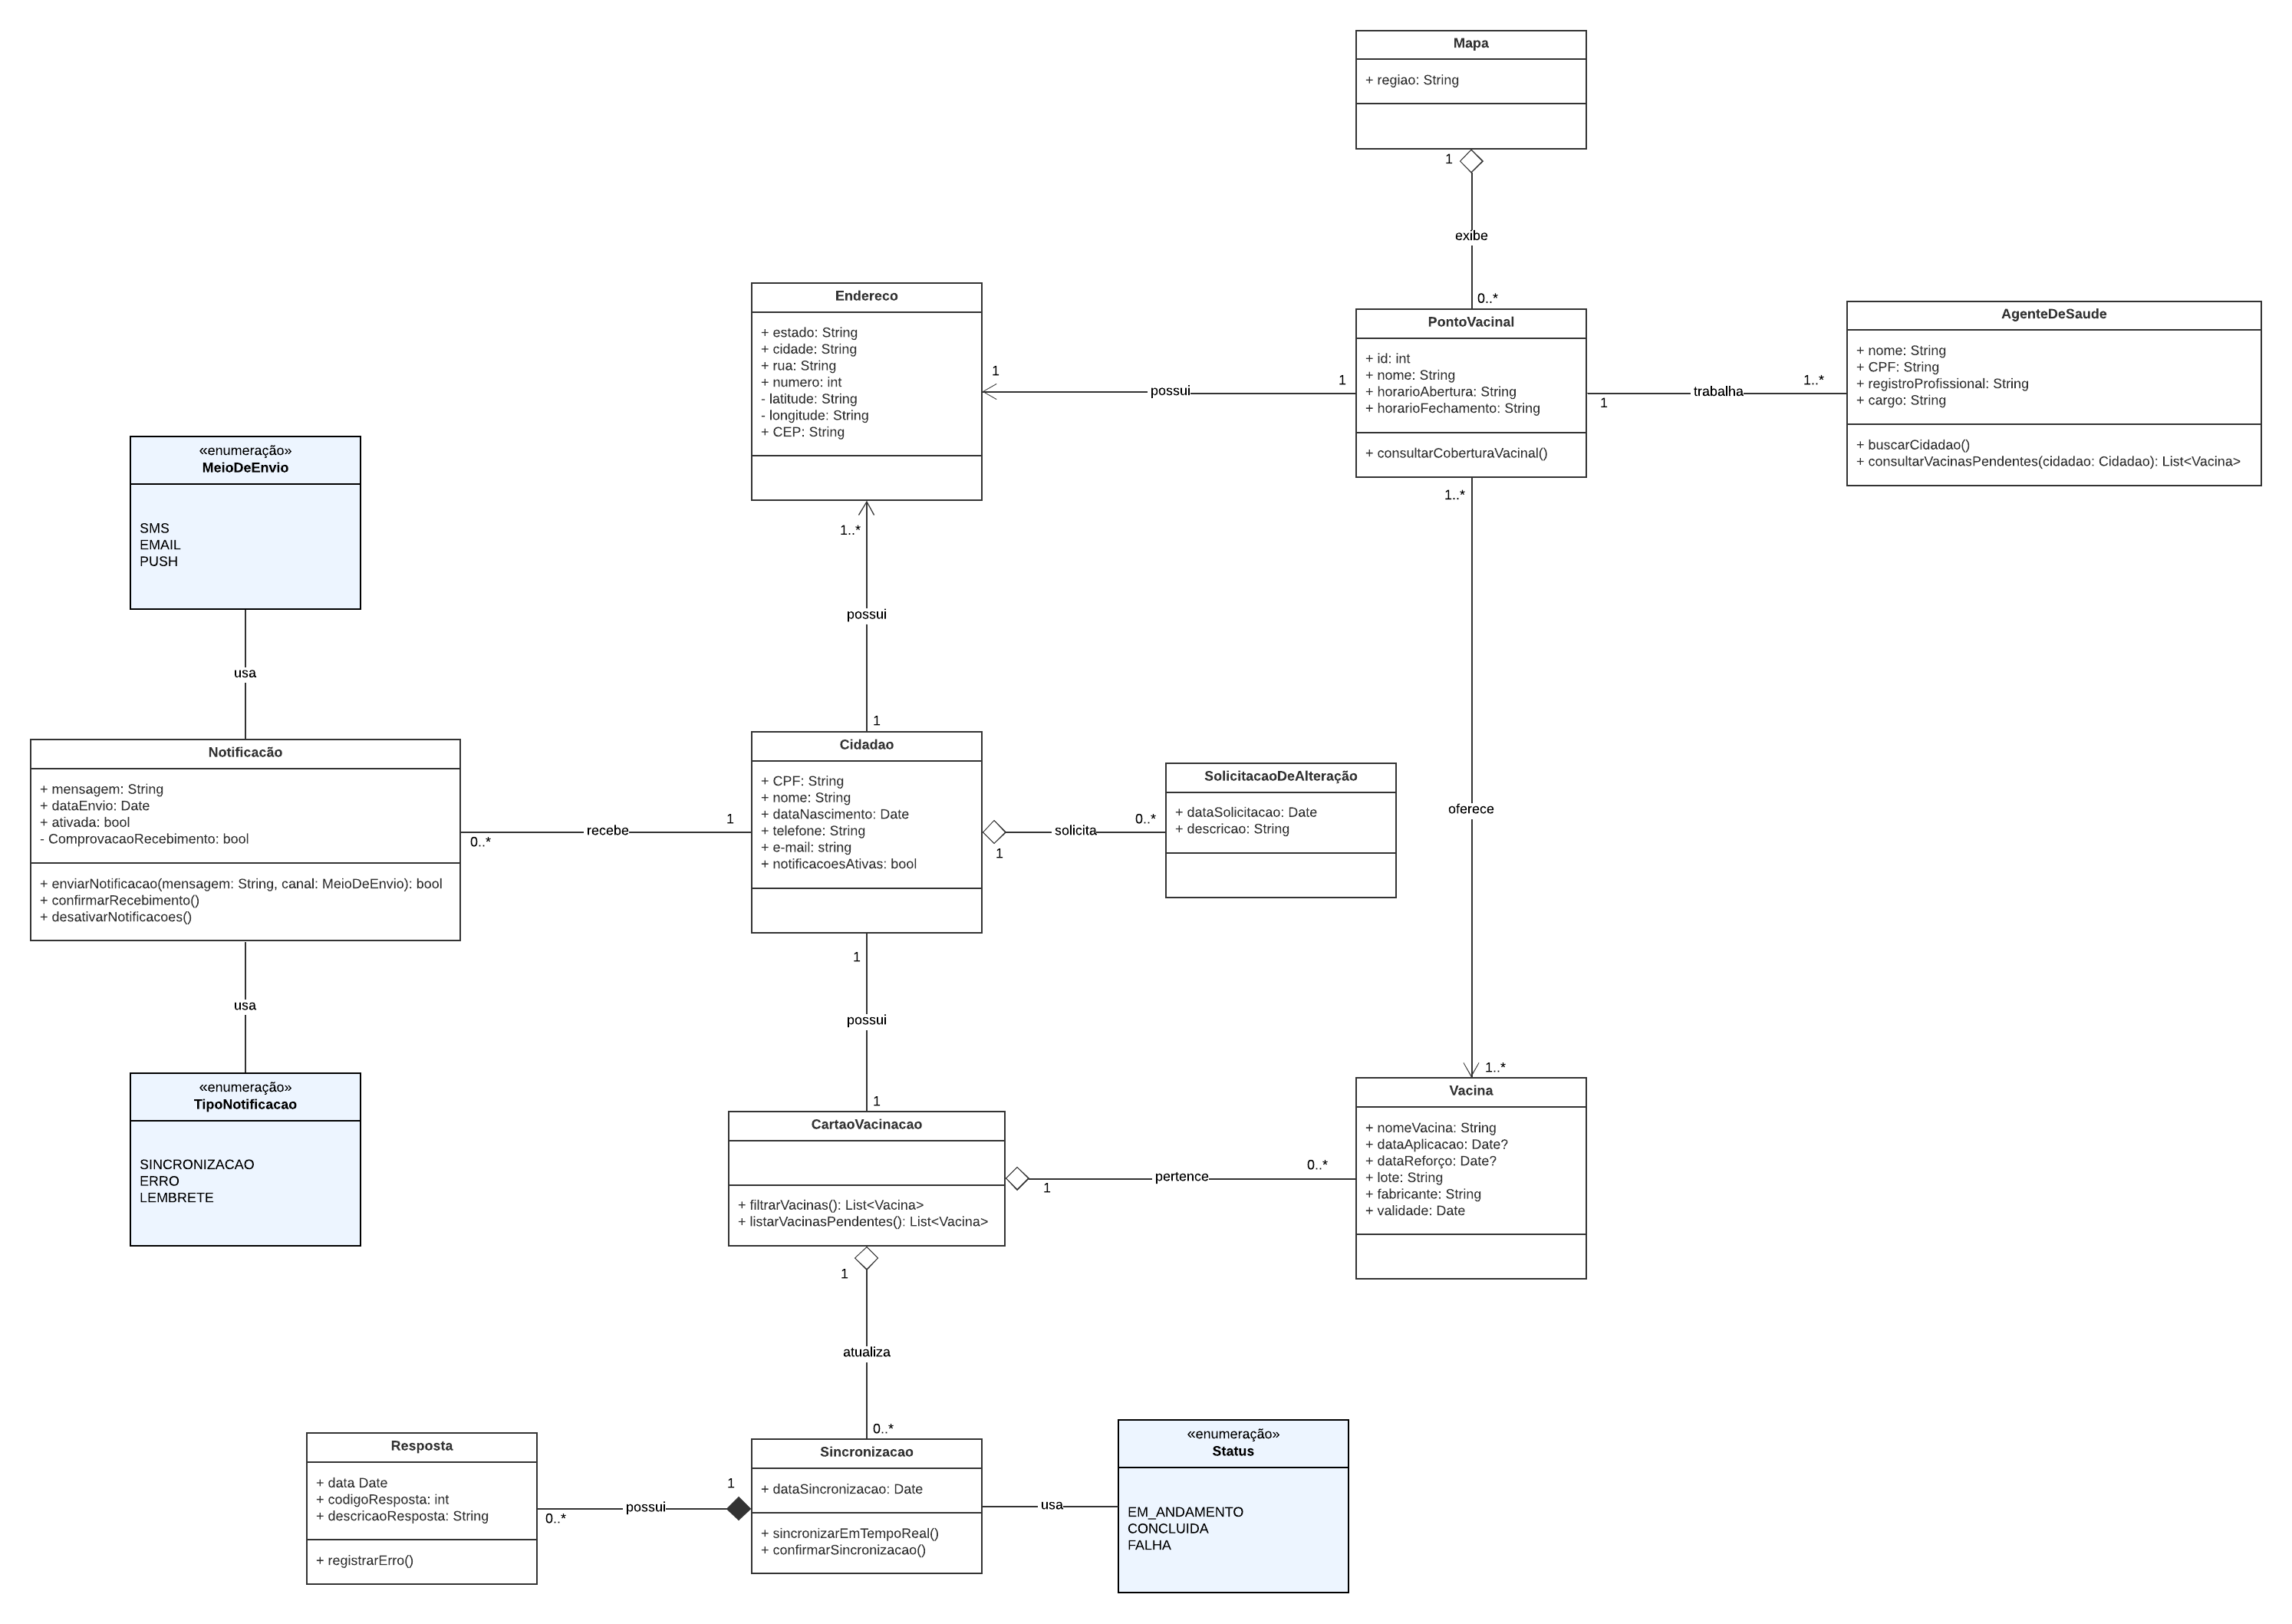 Mapa
+ regiao: String
1
exibe
0..*
Endereco
+ estado: String
+ cidade: String
+ rua: String
+ numero: int
- latitude: String
- longitude: String
+ CEP: String
1
possui
1
PontoVacinal
+ id: int
+ nome: String
+ horarioAbertura: String
+ horarioFechamento: String
+ consultarCoberturaVacinal()
1
trabalha
1..*
AgenteDeSaude
+ nome: String
+ CPF: String
+ registroProfissional: String
+ cargo: String
+ buscarCidadao()
+ consultarVacinasPendentes(cidadao: Cidadao): List<Vacina>
«enumeração»
MeioDeEnvio
SMS
EMAIL
PUSH
usa
1..*
possui
1
1..*
oferece
1..*
Notificacão
+ mensagem: String
+ dataEnvio: Date
+ ativada: bool
- ComprovacaoRecebimento: bool
+ enviarNotificacao(mensagem: String, canal: MeioDeEnvio): bool
+ confirmarRecebimento()
+ desativarNotificacoes()
0..*
recebe
1
Cidadao
+ CPF: String
+ nome: String
+ dataNascimento: Date
+ telefone: String
+ e-mail: string
+ notificacoesAtivas: bool
1
solicita
0..*
SolicitacaoDeAlteração
+ dataSolicitacao: Date
+ descricao: String
usa
«enumeração»
TipoNotificacao
SINCRONIZACAO
ERRO
LEMBRETE
1
possui
1
CartaoVacinacao
+ filtrarVacinas(): List<Vacina>
+ listarVacinasPendentes(): List<Vacina>
1
pertence
0..*
Vacina
+ nomeVacina: String
+ dataAplicacao: Date?
+ dataReforço: Date?
+ lote: String
+ fabricante: String
+ validade: Date
1
atualiza
0..*
Resposta
+ data Date
+ codigoResposta: int
+ descricaoResposta: String
+ registrarErro()
0..*
possui
1
Sincronizacao
+ dataSincronizacao: Date
+ sincronizarEmTempoReal()
+ confirmarSincronizacao()
usa
«enumeração»
Status
EM_ANDAMENTO
CONCLUIDA
FALHA